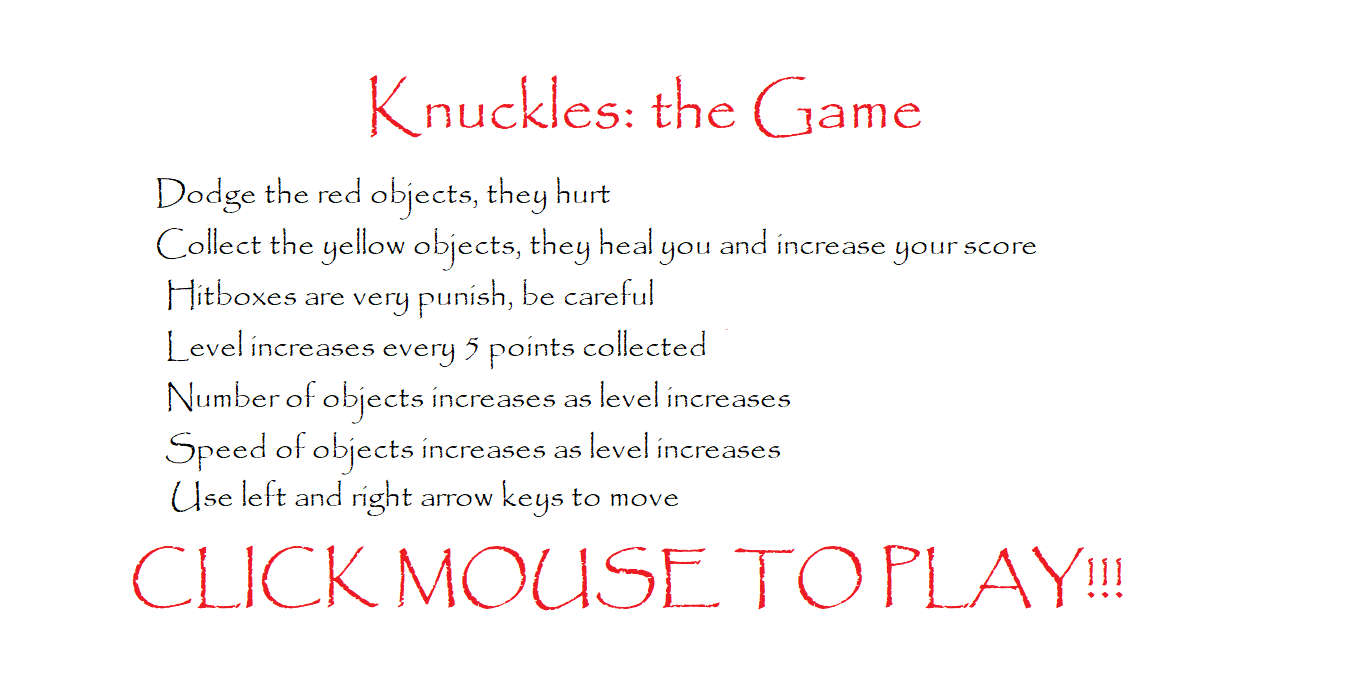 Knuckles: the Game
Dodge the red objects, they hurt
Collect the yellow objects, they heal you and increase your score
Hitboxes are very punish, be careful
Level increases every 5 points collected
Number of objects increases as level increases
Speed of objects increases as level increases
Use left and right arrow keys to move
CLICK MOUSE TO PLAY!!!